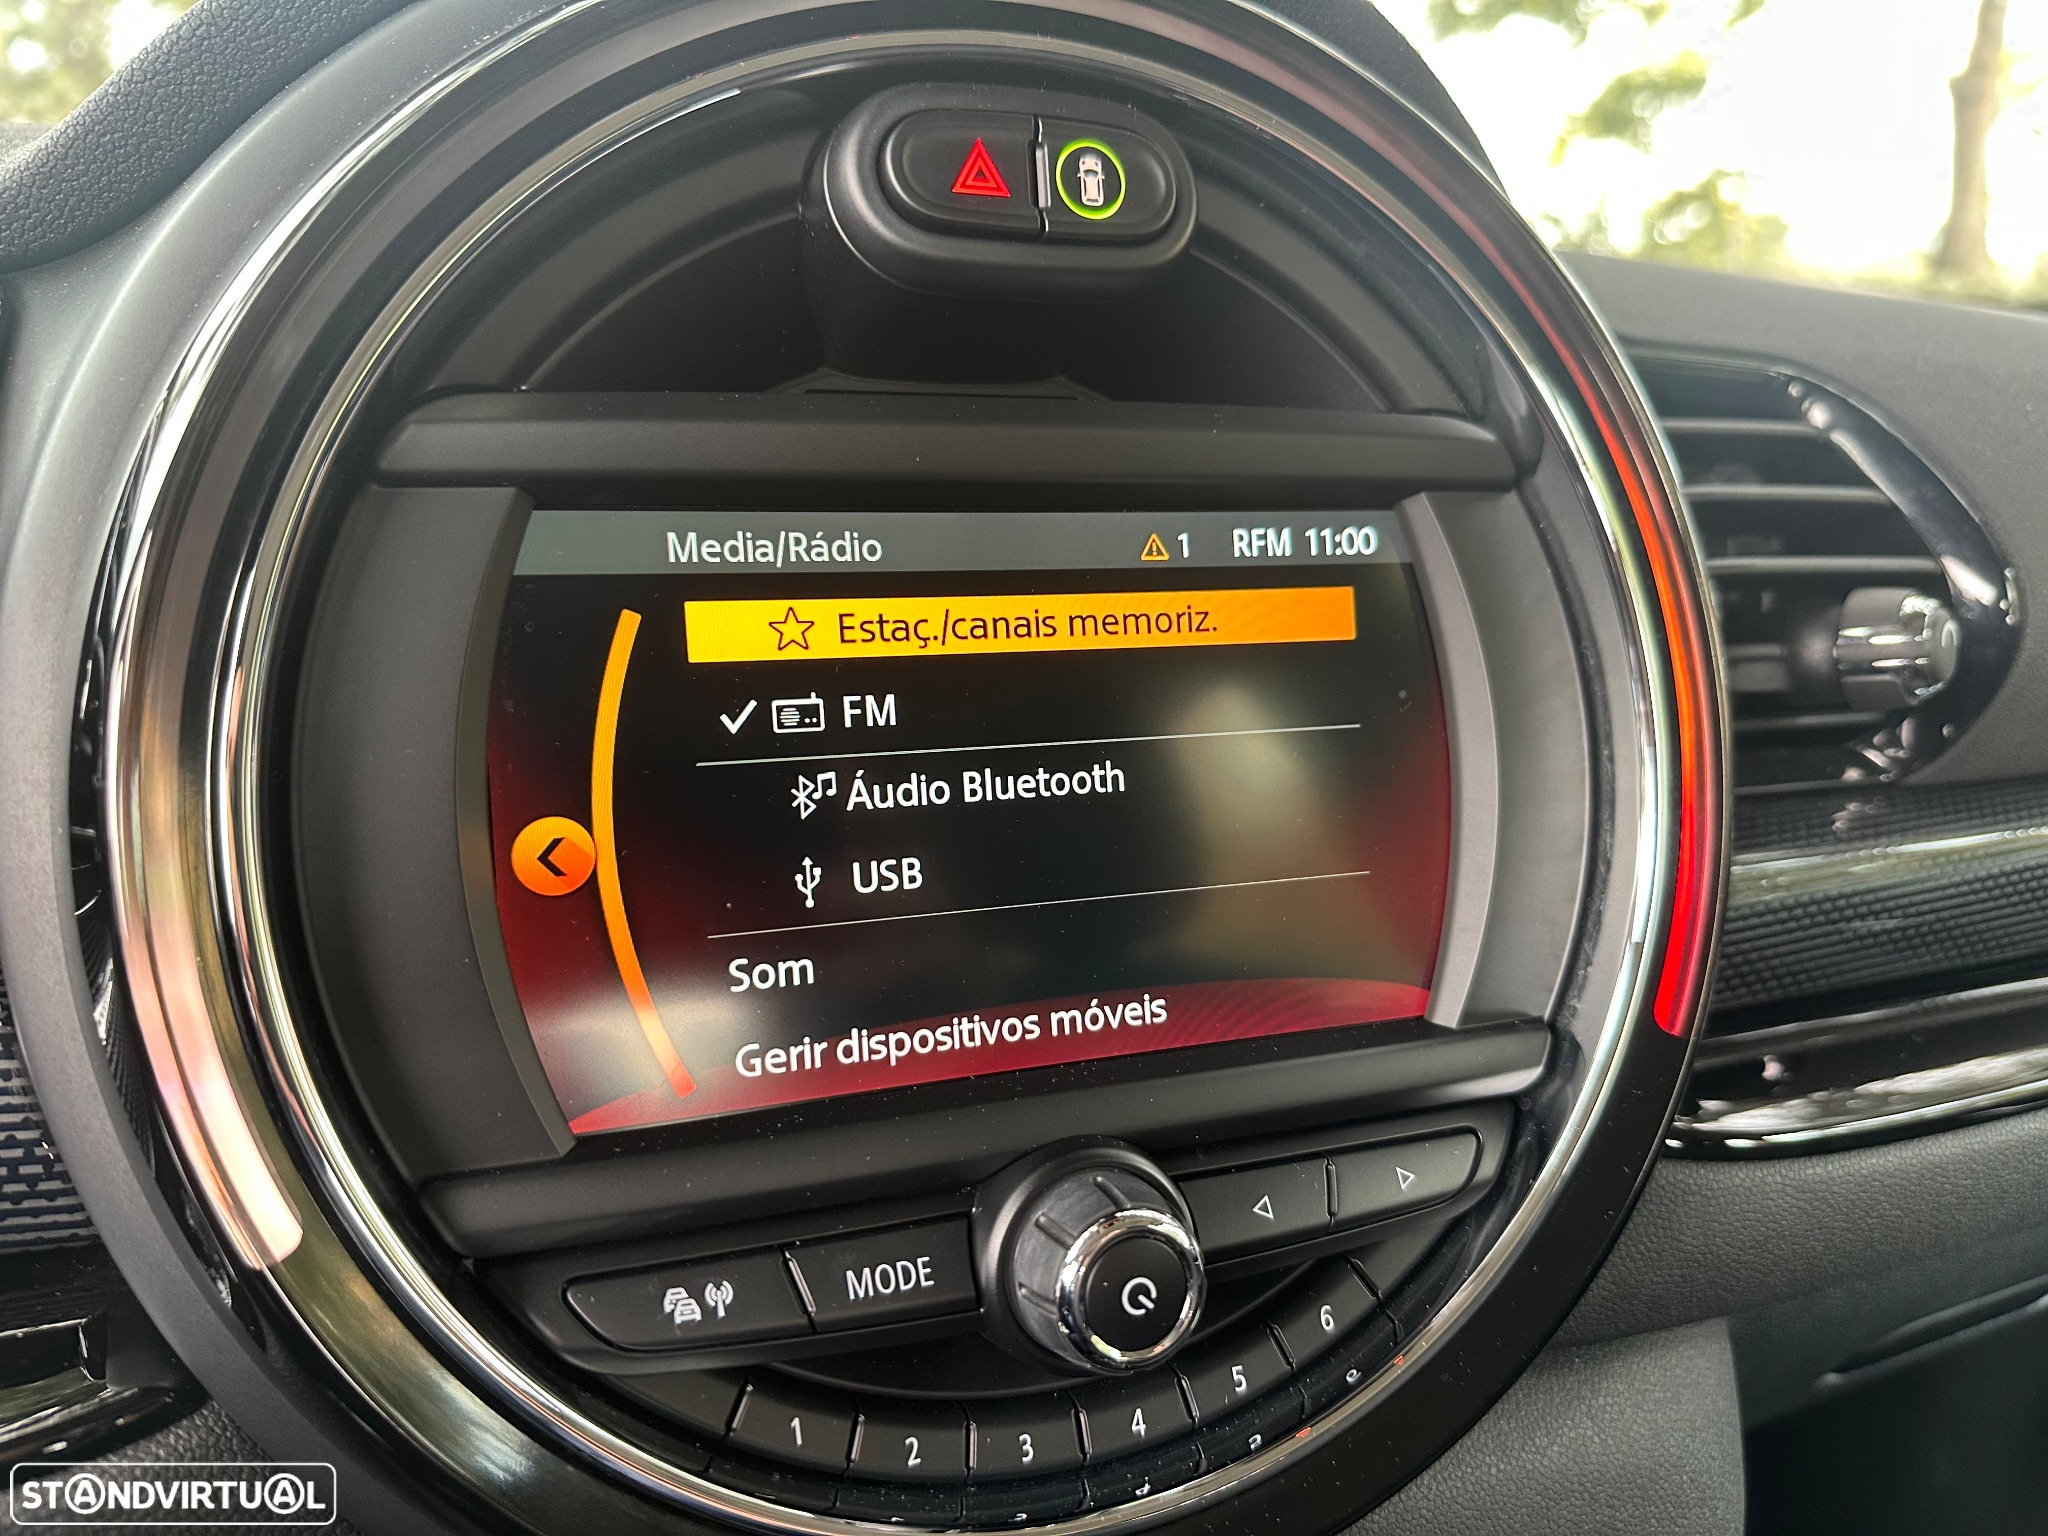 Media/Rádio
1 RFM 11:00
Estaç./canais memoriz.
FM
Áudio Bluetooth
USB
Som
Gerir dispositivos móveis
MODE
1 2 3 4 5 6
STANDVIRTUAL